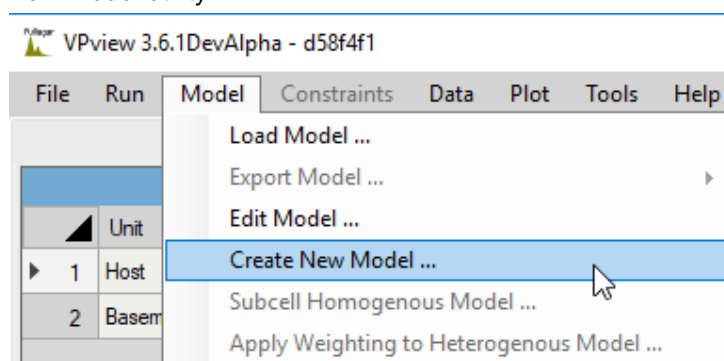 VPview 3.6.1DevAlpha - d58f4f1
File Run Model Constraints Data Plot Tools Help
Load Model ...
Export Model ...
Unit Edit Model ...
1 Host Create New Model ...
2 Basem Subcell Homogenous Model ...
Apply Weighting to Heterogenous Model ...